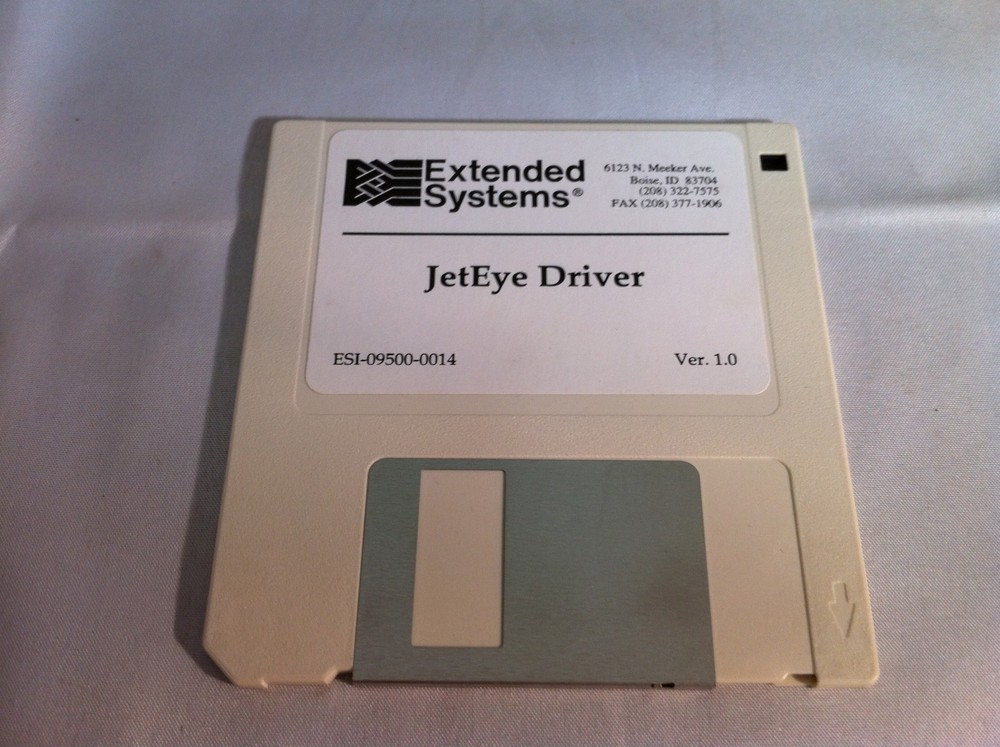 Extended
Systems®
6123 N. Meeker Ave.
Boise, ID 83704
(208) 322-7575
FAX (208) 377-1906
JetEye Driver
ESI-09500-0014
Ver. 1.0